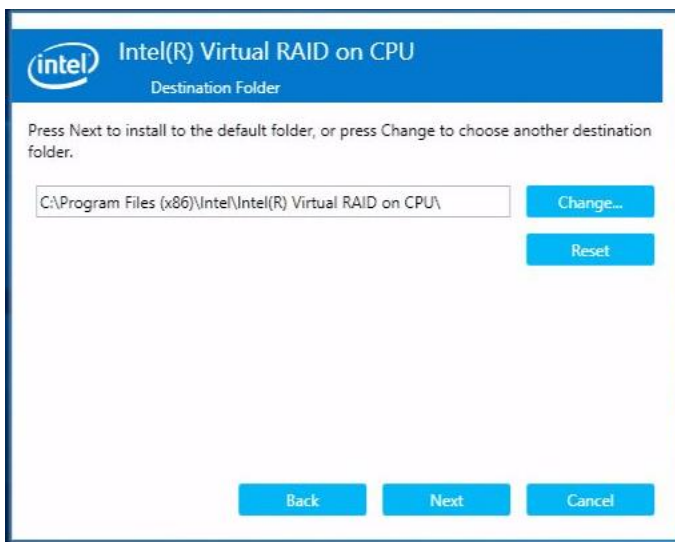 intel
Intel(R) Virtual RAID on CPU
Destination Folder
Press Next to install to the default folder, or press Change to choose another destination
folder.
C:\Program Files (x86)\Intel\Intel(R) Virtual RAID on CPU\
Change...
Reset
Back
Next
Cancel